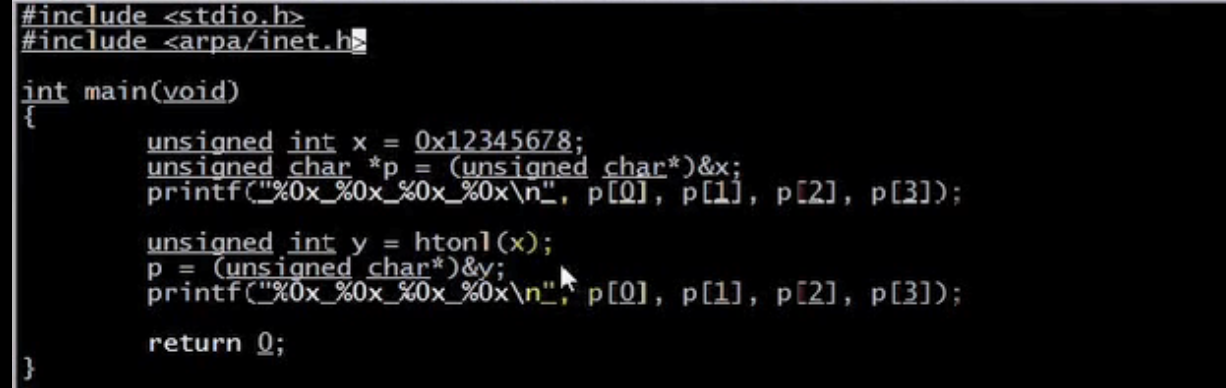 #include <stdio.h>
#include <arpa/inet.h>
int main(void)
{
unsigned int x = 0x12345678;
unsigned char *p = (unsigned char*)&x;
printf("%0x_%0x_%0x_%0x\n", p[0], p[1], p[2], p[3]);
unsigned int y = htonl(x);
p = (unsigned char*)&y;
printf("%0x_%0x_%0x_%0x\n", p[0], p[1], p[2], p[3]);
return 0;
}